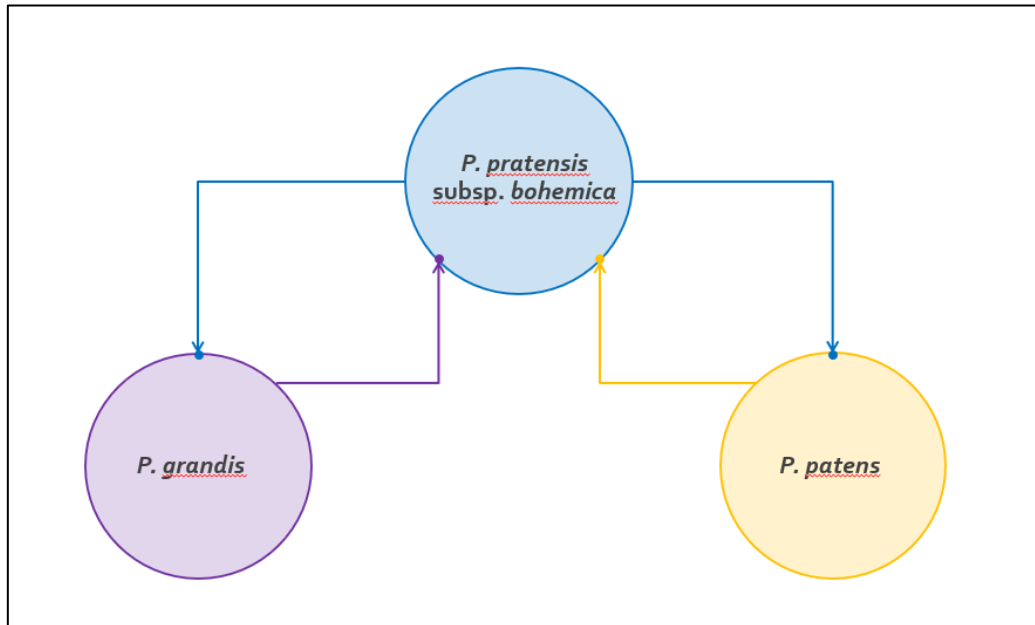 P. pratensis
subsp. bohemica
P. grandis
P. patens